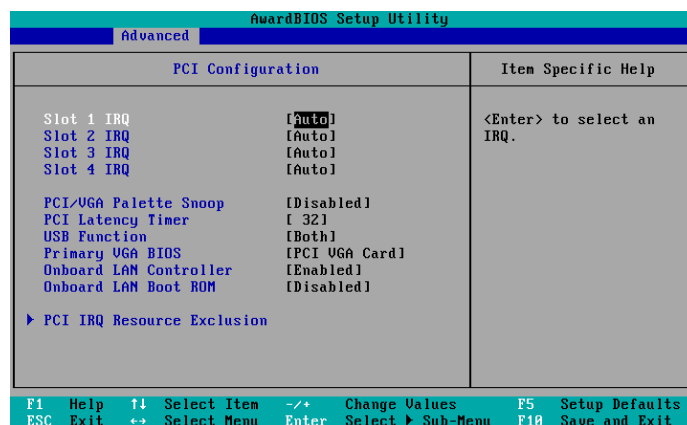 AwardBIOS Setup Utility
Advanced
PCI Configuration
Item Specific Help
Slot 1 IRQ [Auto]
Slot 2 IRQ [Auto]
Slot 3 IRQ [Auto]
Slot 4 IRQ [Auto]
<Enter> to select an
IRQ.
PCI/VGA Palette Snoop [Disabled]
PCI Latency Timer [ 32]
USB Function [Both]
Primary VGA BIOS [PCI VGA Card]
Onboard LAN Controller [Enabled]
Onboard LAN Boot ROM [Disabled]
PCI IRQ Resource Exclusion
F1 Help ↑↓ Select Item -/+ Change Values F5 Setup Defaults
ESC Exit ↔ Select Menu Enter Select ▶ Sub-Menu F10 Save and Exit